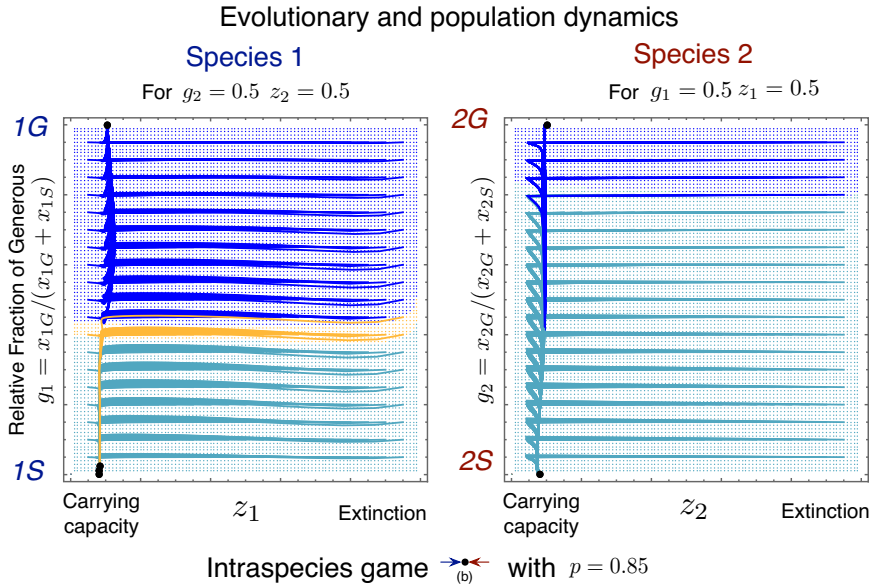 Evolutionary and population dynamics
Species 1
For g₂ = 0.5 z₂ = 0.5
1G
Relative Fraction of Generous
g₁ = x₁G/(x₁G + x₁S)
1S
Carrying capacity
z₁
Extinction
Species 2
For g₁ = 0.5 z₁ = 0.5
2G
g₂ = x₂G/(x₂G + x₂S)
2S
Carrying capacity
z₂
Extinction
Intraspecies game (b) with p = 0.85